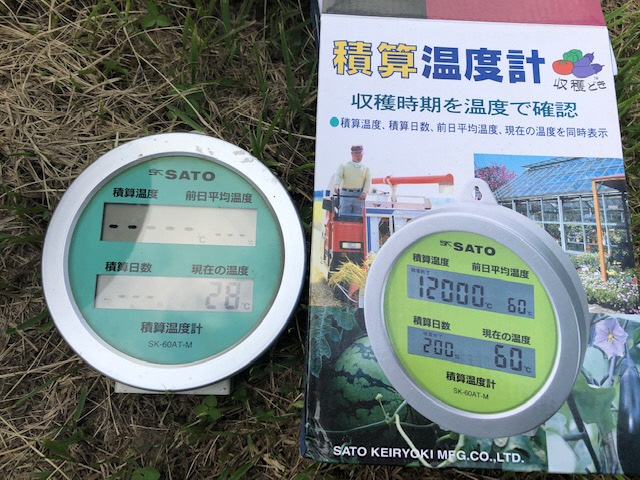 SK SATO
積算温度 前日平均温度
-- ---- ℃ --.-℃
積算日数 現在の温度
---- 28℃
積算温度計
SK-60AT-M
積算温度計
収穫どき
収穫時期を温度で確認
●積算温度、積算日数、前日平均温度、現在の温度を同時表示
SK SATO
積算温度 前日平均温度
12000℃ 60℃
積算日数 現在の温度
200日 60℃
積算温度計
SK-60AT-M
SATO KEIRYOKI MFG.CO.,LTD.